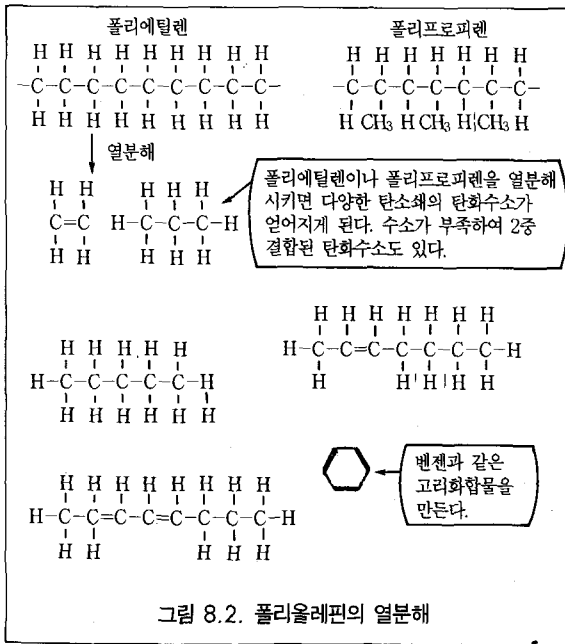 폴리에틸렌
폴리프로피렌
H H H H H H H H H
H H H H H H H
-C-C-C-C-C-C-C-C-C-
-C-C-C-C-C-C-C-
H H H H H H H H H
H CH3 H CH3 H CH3 H
열분해
H H
H H H
C=C
H-C-C-C-H
H H
H H H
폴리에틸렌이나 폴리프로피렌을 열분해
시키면 다양한 탄소쇄의 탄화수소가
얻어지게 된다. 수소가 부족하여 2중
결합된 탄화수소도 있다.
H H H H H H H
H-C-C=C-C-C-C-C-H
H H H H H
H H H H H
H-C-C-C-C-C-H
H H H H H H
벤젠과 같은
고리화합물을
만든다.
H H H H H H H H
H-C-C=C-C=C-C-C-C-H
H H H H H
그림 8.2. 폴리올레핀의 열분해